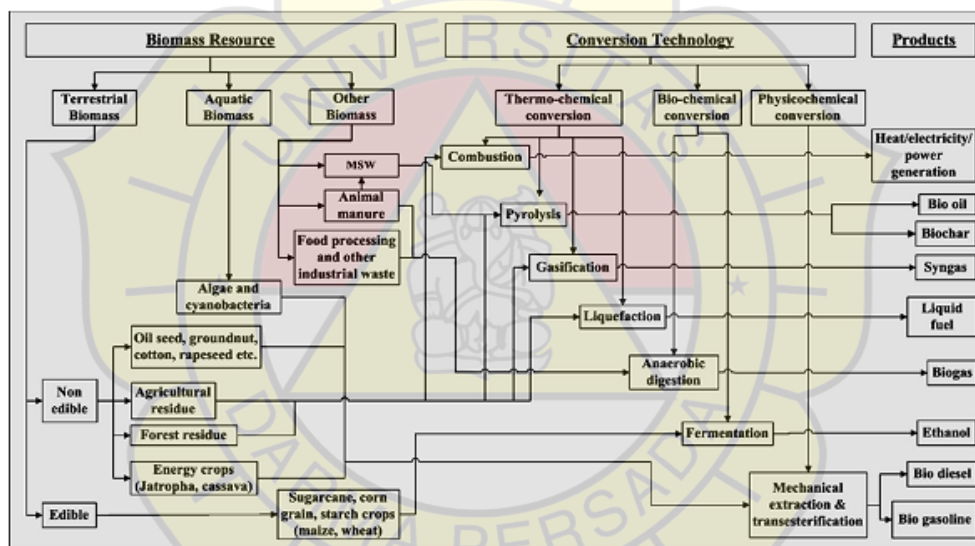 Biomass Resource
Conversion Technology
Products
Terrestrial
Biomass
Aquatic
Biomass
Other
Biomass
Thermo-chemical
conversion
Bio-chemical
conversion
Physicochemical
conversion
Heat/electricity/
power
generation
Combustion
MSW
Animal
manure
Pyrolysis
Bio oil
Biochar
Food processing
and other
industrial waste
Gasification
Syngas
Algae and
cyanobacteria
Liquefaction
Liquid
fuel
Oil seed, groundnut,
cotton, rapeseed etc.
Anaerobic
digestion
Biogas
Non
edible
Agricultural
residue
Forest residue
Fermentation
Ethanol
Energy crops
(Jatropha, cassava)
Bio diesel
Edible
Sugarcane, corn
grain, starch crops
(maize, wheat)
Mechanical
extraction &
transesterification
Bio gasoline
UNIVERSITAS
DARMA PERSADA